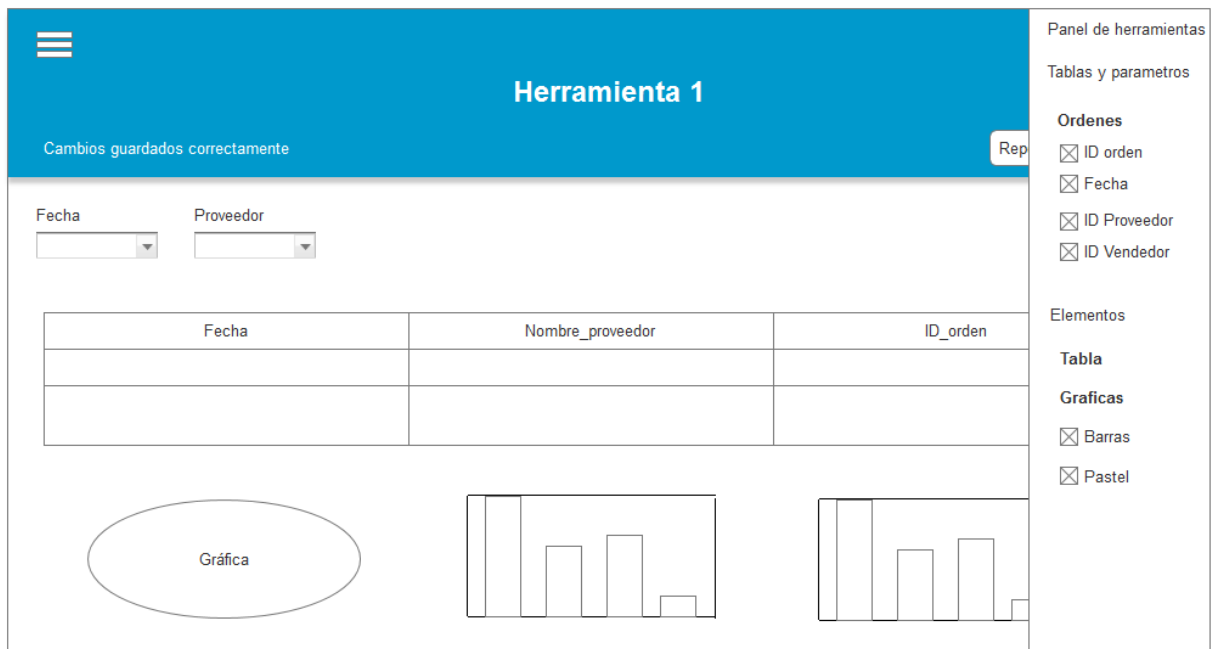 Herramienta 1
Cambios guardados correctamente
Fecha
Proveedor
Fecha
Nombre_proveedor
ID_orden
Gráfica
Panel de herramientas
Tablas y parametros
Ordenes
ID orden
Fecha
ID Proveedor
ID Vendedor
Elementos
Tabla
Graficas
Barras
Pastel